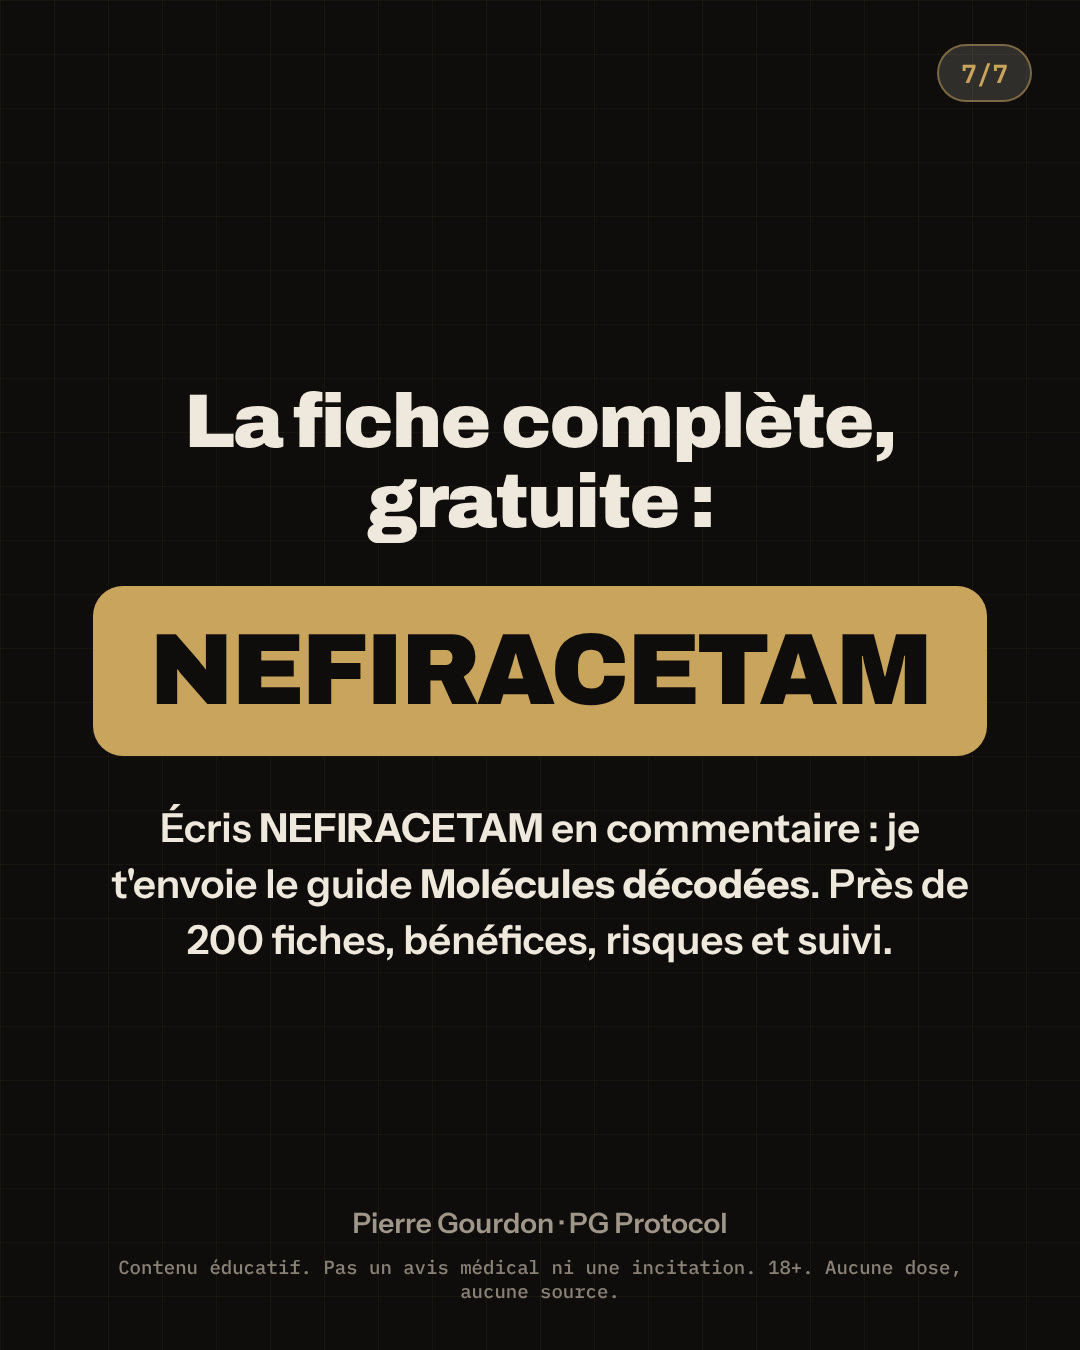 7/7
La fiche complète,
gratuite :
NEFIRACETAM
Écris NEFIRACETAM en commentaire : je
t'envoie le guide Molécules décodées. Près de
200 fiches, bénéfices, risques et suivi.
Pierre Gourdon · PG Protocol
Contenu éducatif. Pas un avis médical ni une incitation. 18+. Aucune dose,
aucune source.